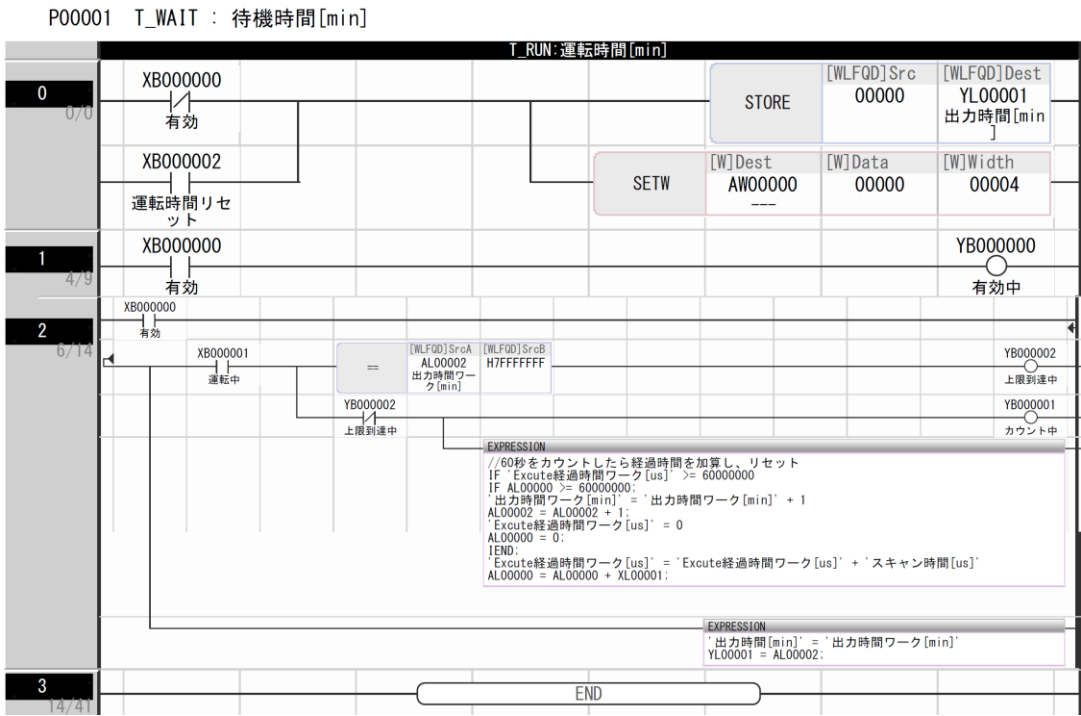 P00001 T_WAIT : 待機時間[min]
T_RUN:運転時間[min]
0
0/0
XB000000
有効
STORE
[WLFQD]Src
00000
[WLFQD]Dest
YL00001
出力時間[min
]
XB000002
運転時間リセ
ット
SETW
[W]Dest
AW00000
---
[W]Data
00000
[W]Width
00004
1
4/9
XB000000
有効
YB000000
有効中
2
6/14
XB000000
有効
XB000001
運転中
==
[WLFQD]SrcA
AL00002
出力時間ワー
ク[min]
[WLFQD]SrcB
H7FFFFFFF
YB000002
上限到達中
YB000002
上限到達中
YB000001
カウント中
EXPRESSION
//60秒をカウントしたら経過時間を加算し、リセット
IF 'Excute経過時間ワーク[us]' >= 60000000
IF AL00000 >= 60000000;
'出力時間ワーク[min]' = '出力時間ワーク[min]' + 1
AL00002 = AL00002 + 1;
'Excute経過時間ワーク[us]' = 0
AL00000 = 0;
IEND;
'Excute経過時間ワーク[us]' = 'Excute経過時間ワーク[us]' + 'スキャン時間[us]'
AL00000 = AL00000 + XL00001;
EXPRESSION
'出力時間[min]' = '出力時間ワーク[min]'
YL00001 = AL00002;
3
14/41
END